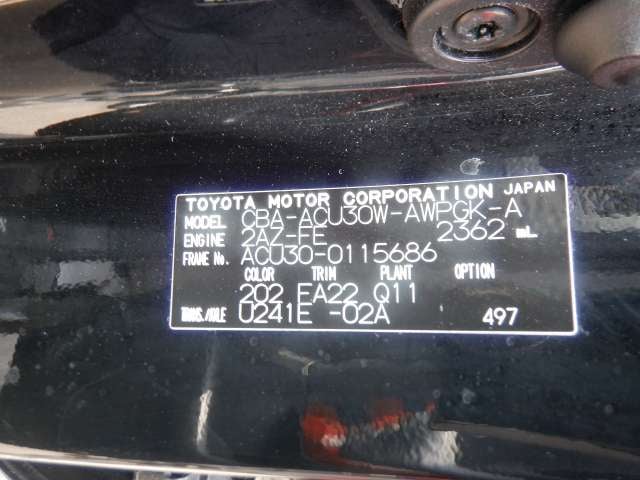 TOYOTA MOTOR CORPORATION JAPAN
MODEL CBA-ACU30W-AWPGK-A
ENGINE 2AZ-FE 2362 mL
FRAME No. ACU30-0115686
COLOR TRIM PLANT OPTION
202 FA22 Q11
TRANS./AXLE U241E -02A 497